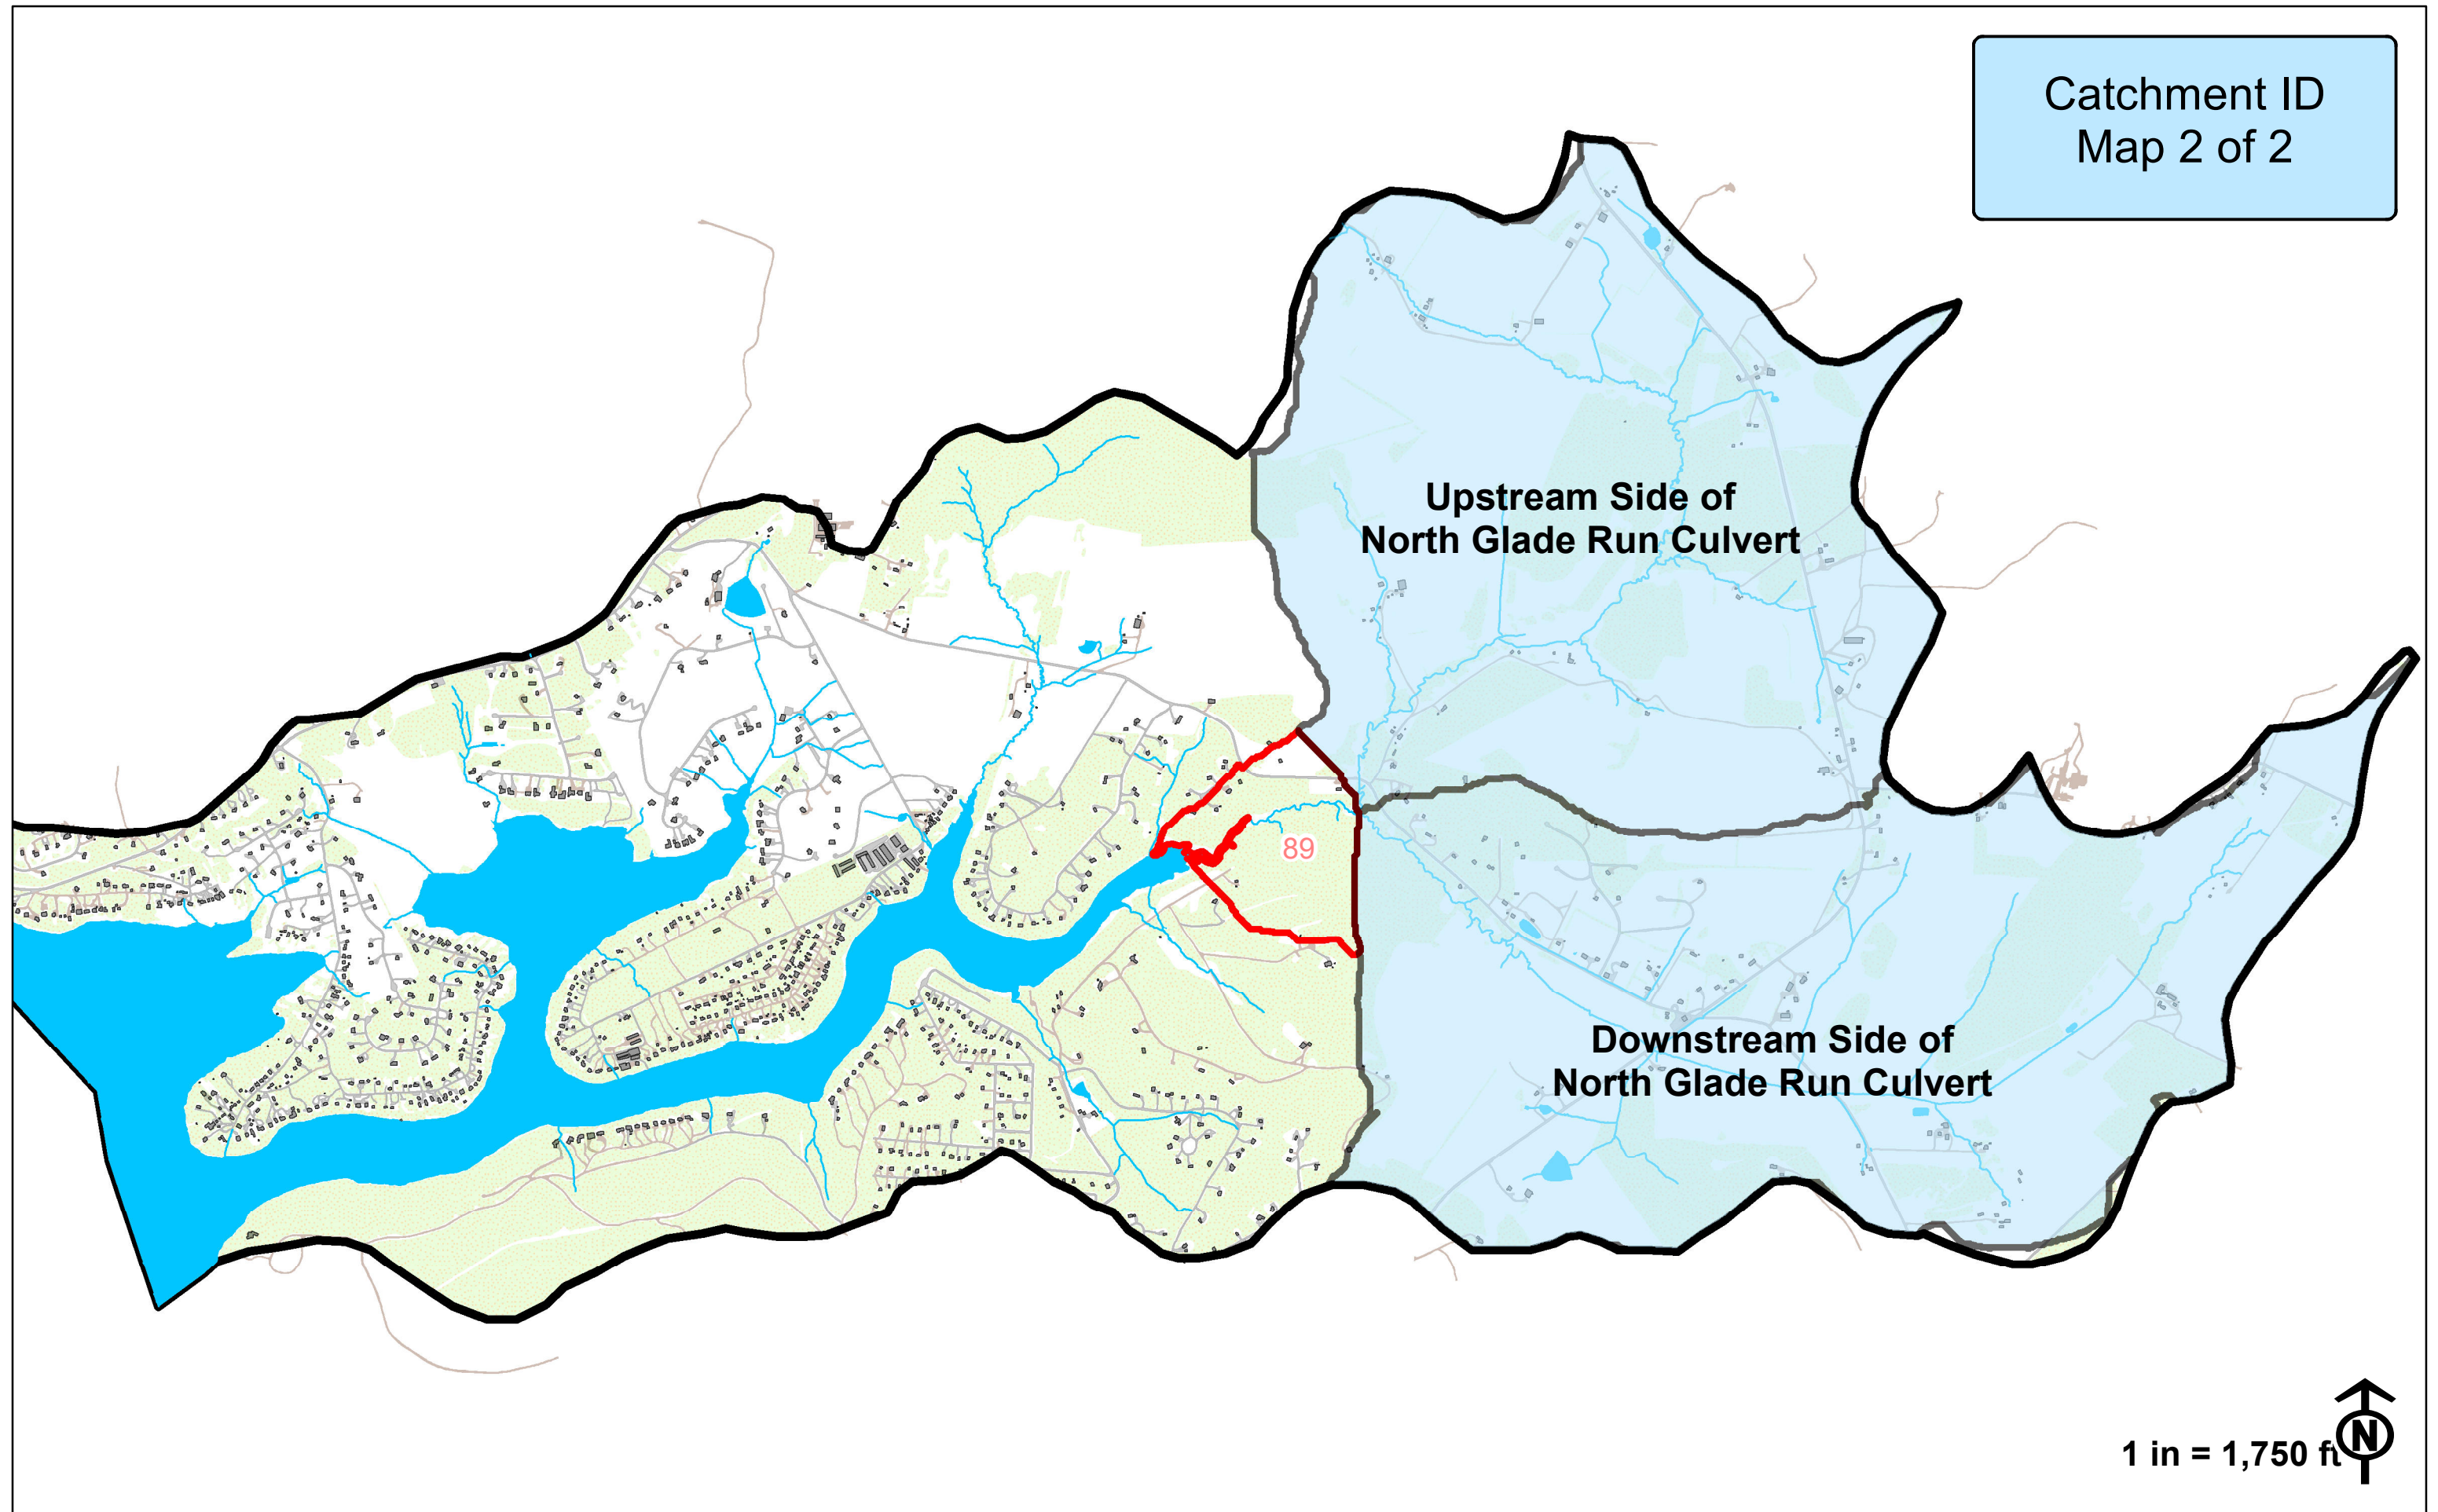 Catchment ID
Map 2 of 2
Upstream Side of
North Glade Run Culvert
89
Downstream Side of
North Glade Run Culvert
1 in = 1,750 ft
N